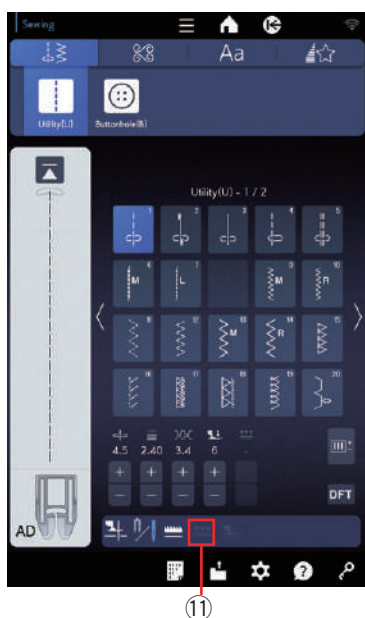 Sewing
Aa
Utility(U) Buttonhole(B)
Utility(U) - 1 / 2
1 2 3 4 5
M 6 L 7 M 9 R 10
11 12 M 13 R 14 15
16 17 18 19 20
4.5 2.40 3.4 6 -
+ + + +
- - - -
DFT
AD
⑪